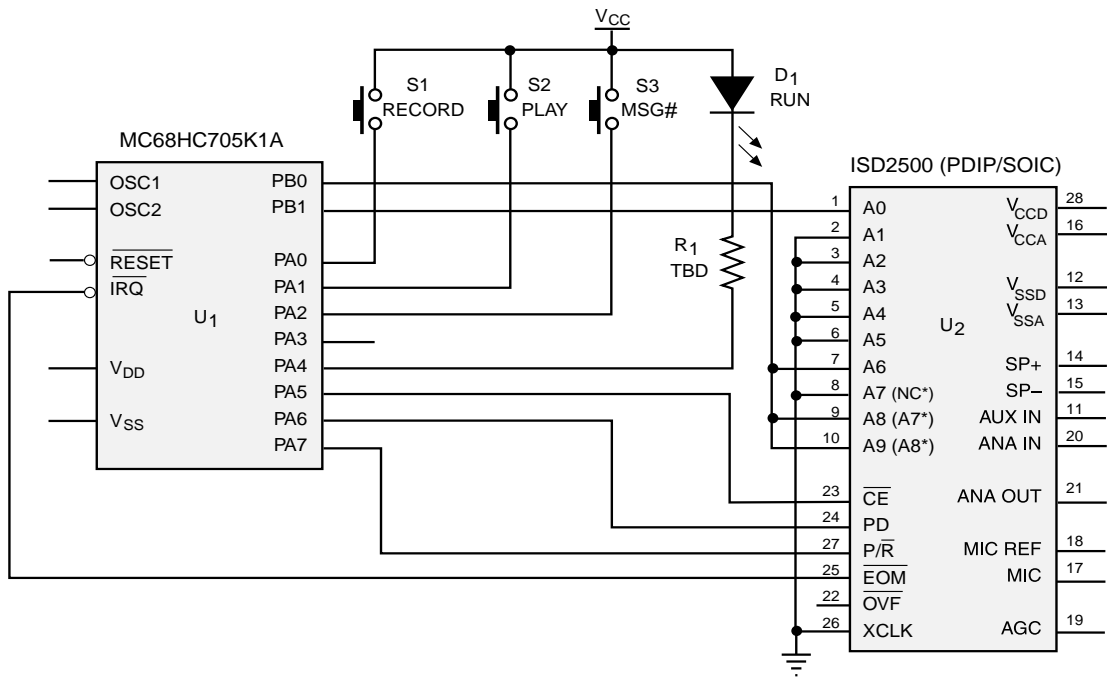 VCC
S1
RECORD
S2
PLAY
S3
MSG#
D1
RUN
MC68HC705K1A
OSC1
OSC2
RESET
IRQ
U1
VDD
VSS
PB0
PB1
PA0
PA1
PA2
PA3
PA4
PA5
PA6
PA7
R1
TBD
ISD2500 (PDIP/SOIC)
1 A0
2 A1
3 A2
4 A3
5 A4
6 A5
7 A6
8 A7 (NC*)
9 A8 (A7*)
10 A9 (A8*)
23 CE
24 PD
27 P/R
25 EOM
22 OVF
26 XCLK
U2
VCCD 28
VCCA 16
VSSD 12
VSSA 13
SP+ 14
SP– 15
AUX IN 11
ANA IN 20
ANA OUT 21
MIC REF 18
MIC 17
AGC 19